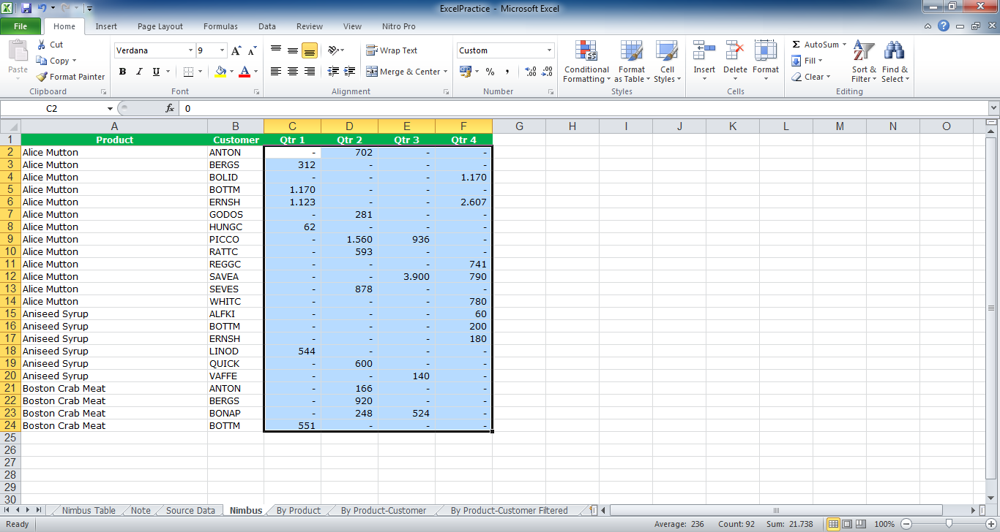 ExcelPractice - Microsoft Excel
File Home Insert Page Layout Formulas Data Review View Nitro Pro
Paste
Cut
Copy
Format Painter
Clipboard
Verdana 9
B I U
Font
Wrap Text
Merge & Center
Alignment
Custom
Number
Conditional Formatting
Format as Table
Cell Styles
Styles
Insert Delete Format
Cells
AutoSum
Fill
Clear
Sort & Filter
Find & Select
Editing
C2 fx 0
A B C D E F G H I J K L M N O
1 Product Customer Qtr 1 Qtr 2 Qtr 3 Qtr 4
2 Alice Mutton ANTON - 702 - -
3 Alice Mutton BERGS 312 - - -
4 Alice Mutton BOLID - - - 1.170
5 Alice Mutton BOTTM 1.170 - - -
6 Alice Mutton ERNSH 1.123 - - 2.607
7 Alice Mutton GODOS - 281 - -
8 Alice Mutton HUNGC 62 - - -
9 Alice Mutton PICCO - 1.560 936 -
10 Alice Mutton RATTC - 593 - -
11 Alice Mutton REGGC - - - 741
12 Alice Mutton SAVEA - - 3.900 790
13 Alice Mutton SEVES - 878 - -
14 Alice Mutton WHITC - - - 780
15 Aniseed Syrup ALFKI - - - 60
16 Aniseed Syrup BOTTM - - - 200
17 Aniseed Syrup ERNSH - - - 180
18 Aniseed Syrup LINOD 544 - - -
19 Aniseed Syrup QUICK - 600 - -
20 Aniseed Syrup VAFFE - - 140 -
21 Boston Crab Meat ANTON - 166 - -
22 Boston Crab Meat BERGS - 920 - -
23 Boston Crab Meat BONAP - 248 524 -
24 Boston Crab Meat BOTTM 551 - - -
25
26
27
28
29
30
Nimbus Table Note Source Data Nimbus By Product By Product-Customer By Product-Customer Filtered
Ready Average: 236 Count: 92 Sum: 21.738 100%